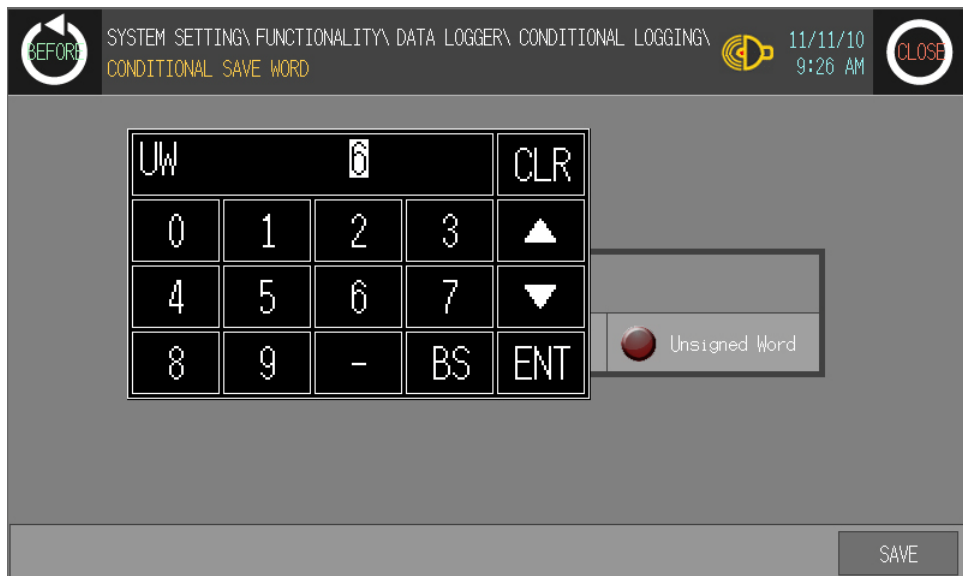 BEFORE
SYSTEM SETTING\ FUNCTIONALITY\ DATA LOGGER\ CONDITIONAL LOGGING\
CONDITIONAL SAVE WORD
11/11/10
9:26 AM
CLOSE
UW 6 CLR
0 1 2 3 ▲
4 5 6 7 ▼
8 9 - BS ENT
Unsigned Word
SAVE